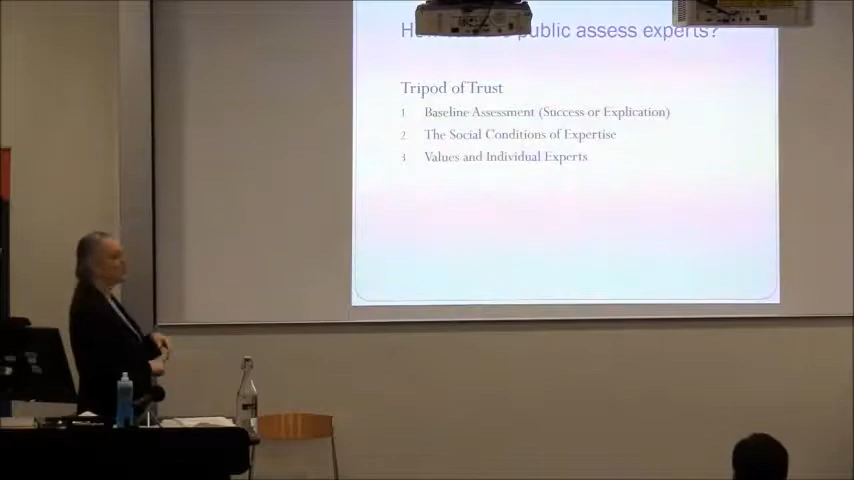 public assess experts?
Tripod of Trust
1 Baseline Assessment (Success or Explication)
2 The Social Conditions of Expertise
3 Values and Individual Experts